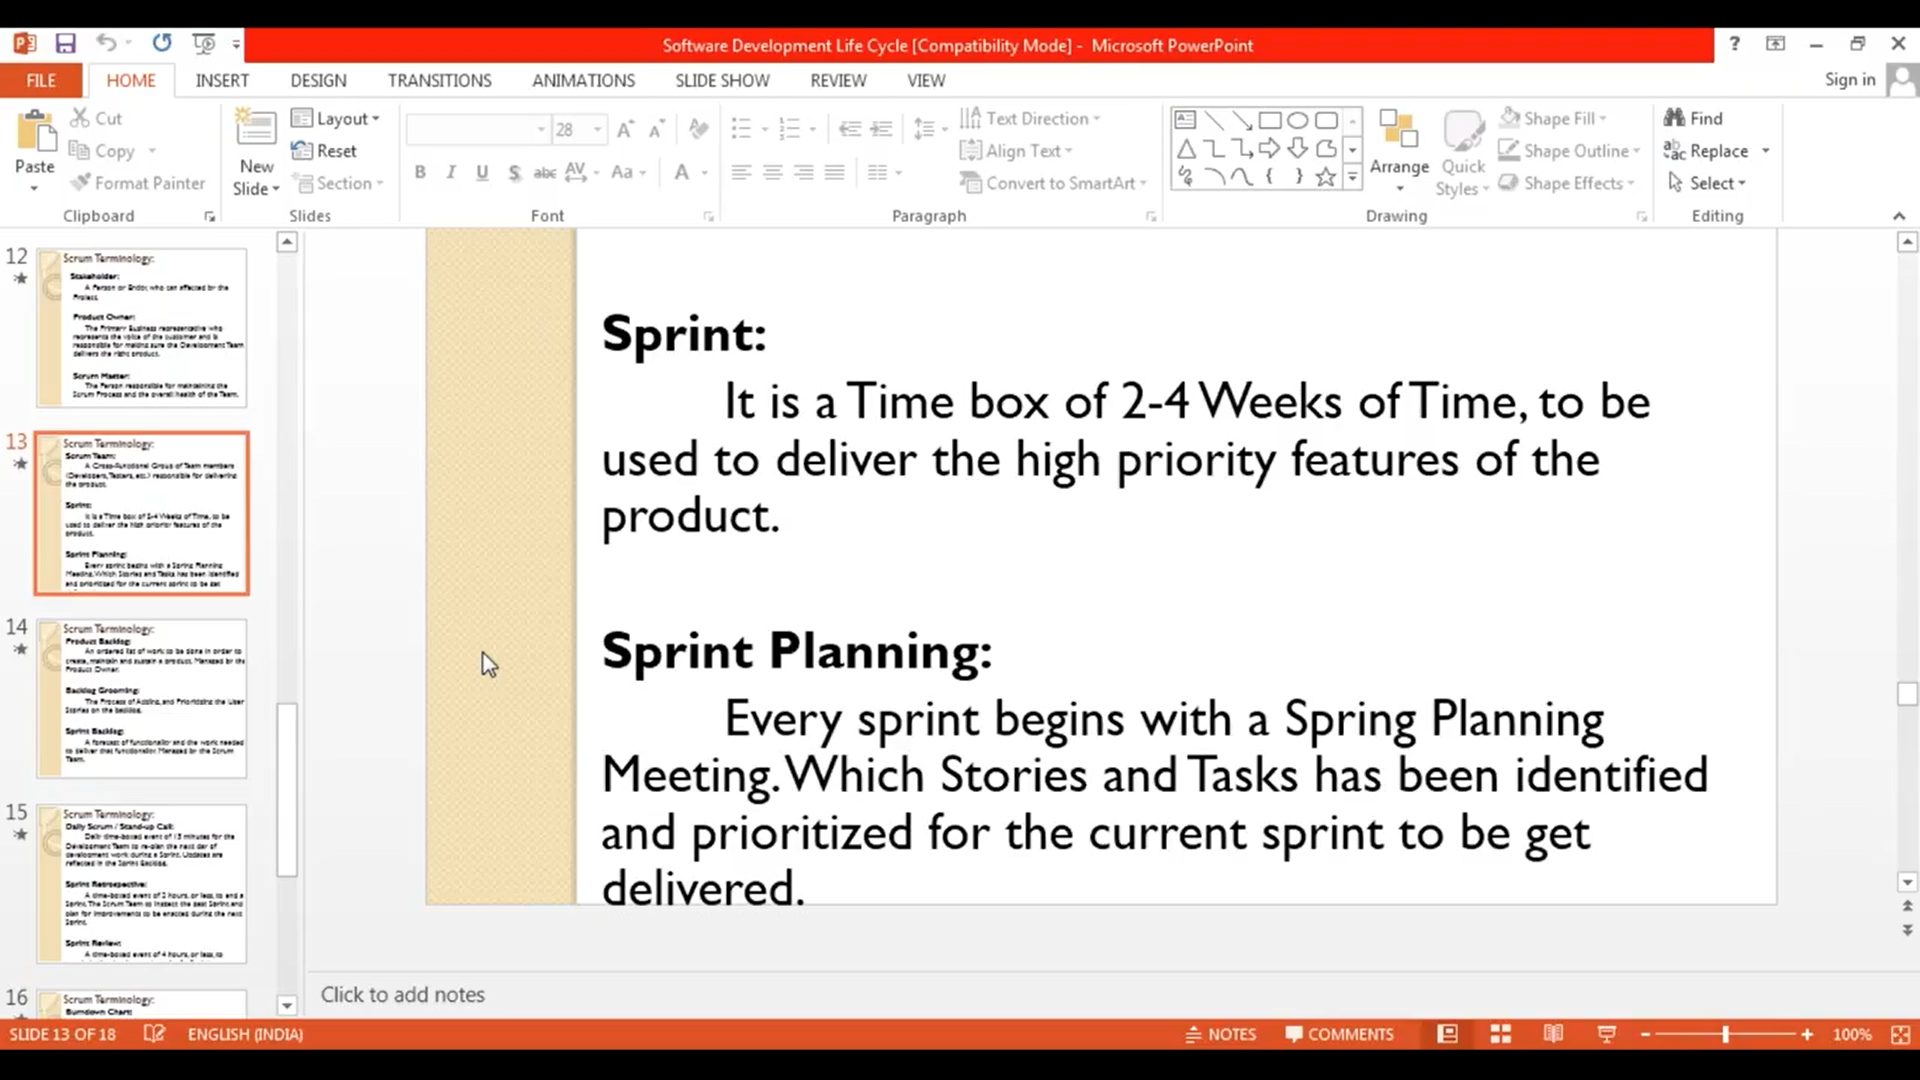 Software Development Life Cycle [Compatibility Mode] - Microsoft PowerPoint
?
FILE
HOME
INSERT
DESIGN
TRANSITIONS
ANIMATIONS
SLIDE SHOW
REVIEW
VIEW
Sign in
Paste
Cut
Copy
Format Painter
Clipboard
New
Slide
Layout
Reset
Section
Slides
28
B I U S abc AV Aa A
Font
Text Direction
Align Text
Convert to SmartArt
Paragraph
Arrange
Quick
Styles
Shape Fill
Shape Outline
Shape Effects
Drawing
Find
Replace
Select
Editing
12
Scrum Terminology:
Stakeholder:
Product Owner:
The Primary Business representative who
represents the voice of the customer and is
responsible for making sure the Development Team
delivers the right product.
Scrum Master:
The Person responsible for maintaining the
Scrum Process and the overall health of the Team.
13
Scrum Terminology:
Scrum Team:
A Cross-Functional Group of Team members
(Developers, Testers, etc.) responsible for delivering
the product.
Sprint:
It is a Time box of 2-4 Weeks of Time, to be
used to deliver the high priority features of the
product.
Sprint Planning:
Every sprint begins with a Spring Planning
Meeting. Which Stories and Tasks has been identified
and prioritized for the current sprint to be get
14
Scrum Terminology:
Product Backlog:
An ordered list of work to be done in order to
create, maintain and sustain a product. Managed by the
Product Owner.
Backlog Grooming:
The Process of Adding, and Prioritizing the User
Stories on the backlog.
Sprint Backlog:
A forecast of functionality and the work needed
to deliver that functionality. Managed by the Scrum
Team.
15
Scrum Terminology:
Daily Scrum / Stand-up Call:
Daily time-boxed event of 15 minutes for the
Development Team to re-plan the next day of
development work during a Sprint. Updates are
reflected in the Sprint Backlog.
Sprint Retrospective:
A time-boxed event of 3 hours, or less, to end a
Sprint. The Scrum Team to inspect the past Sprint and
plan for improvements to be enacted during the next
Sprint.
Sprint Review:
A time-boxed event of 4 hours, or less, to
16
Scrum Terminology:
Burndown Chart:
Sprint:
It is a Time box of 2-4 Weeks of Time, to be
used to deliver the high priority features of the
product.
Sprint Planning:
Every sprint begins with a Spring Planning
Meeting. Which Stories and Tasks has been identified
and prioritized for the current sprint to be get
delivered.
Click to add notes
SLIDE 13 OF 18
ENGLISH (INDIA)
NOTES
COMMENTS
100%